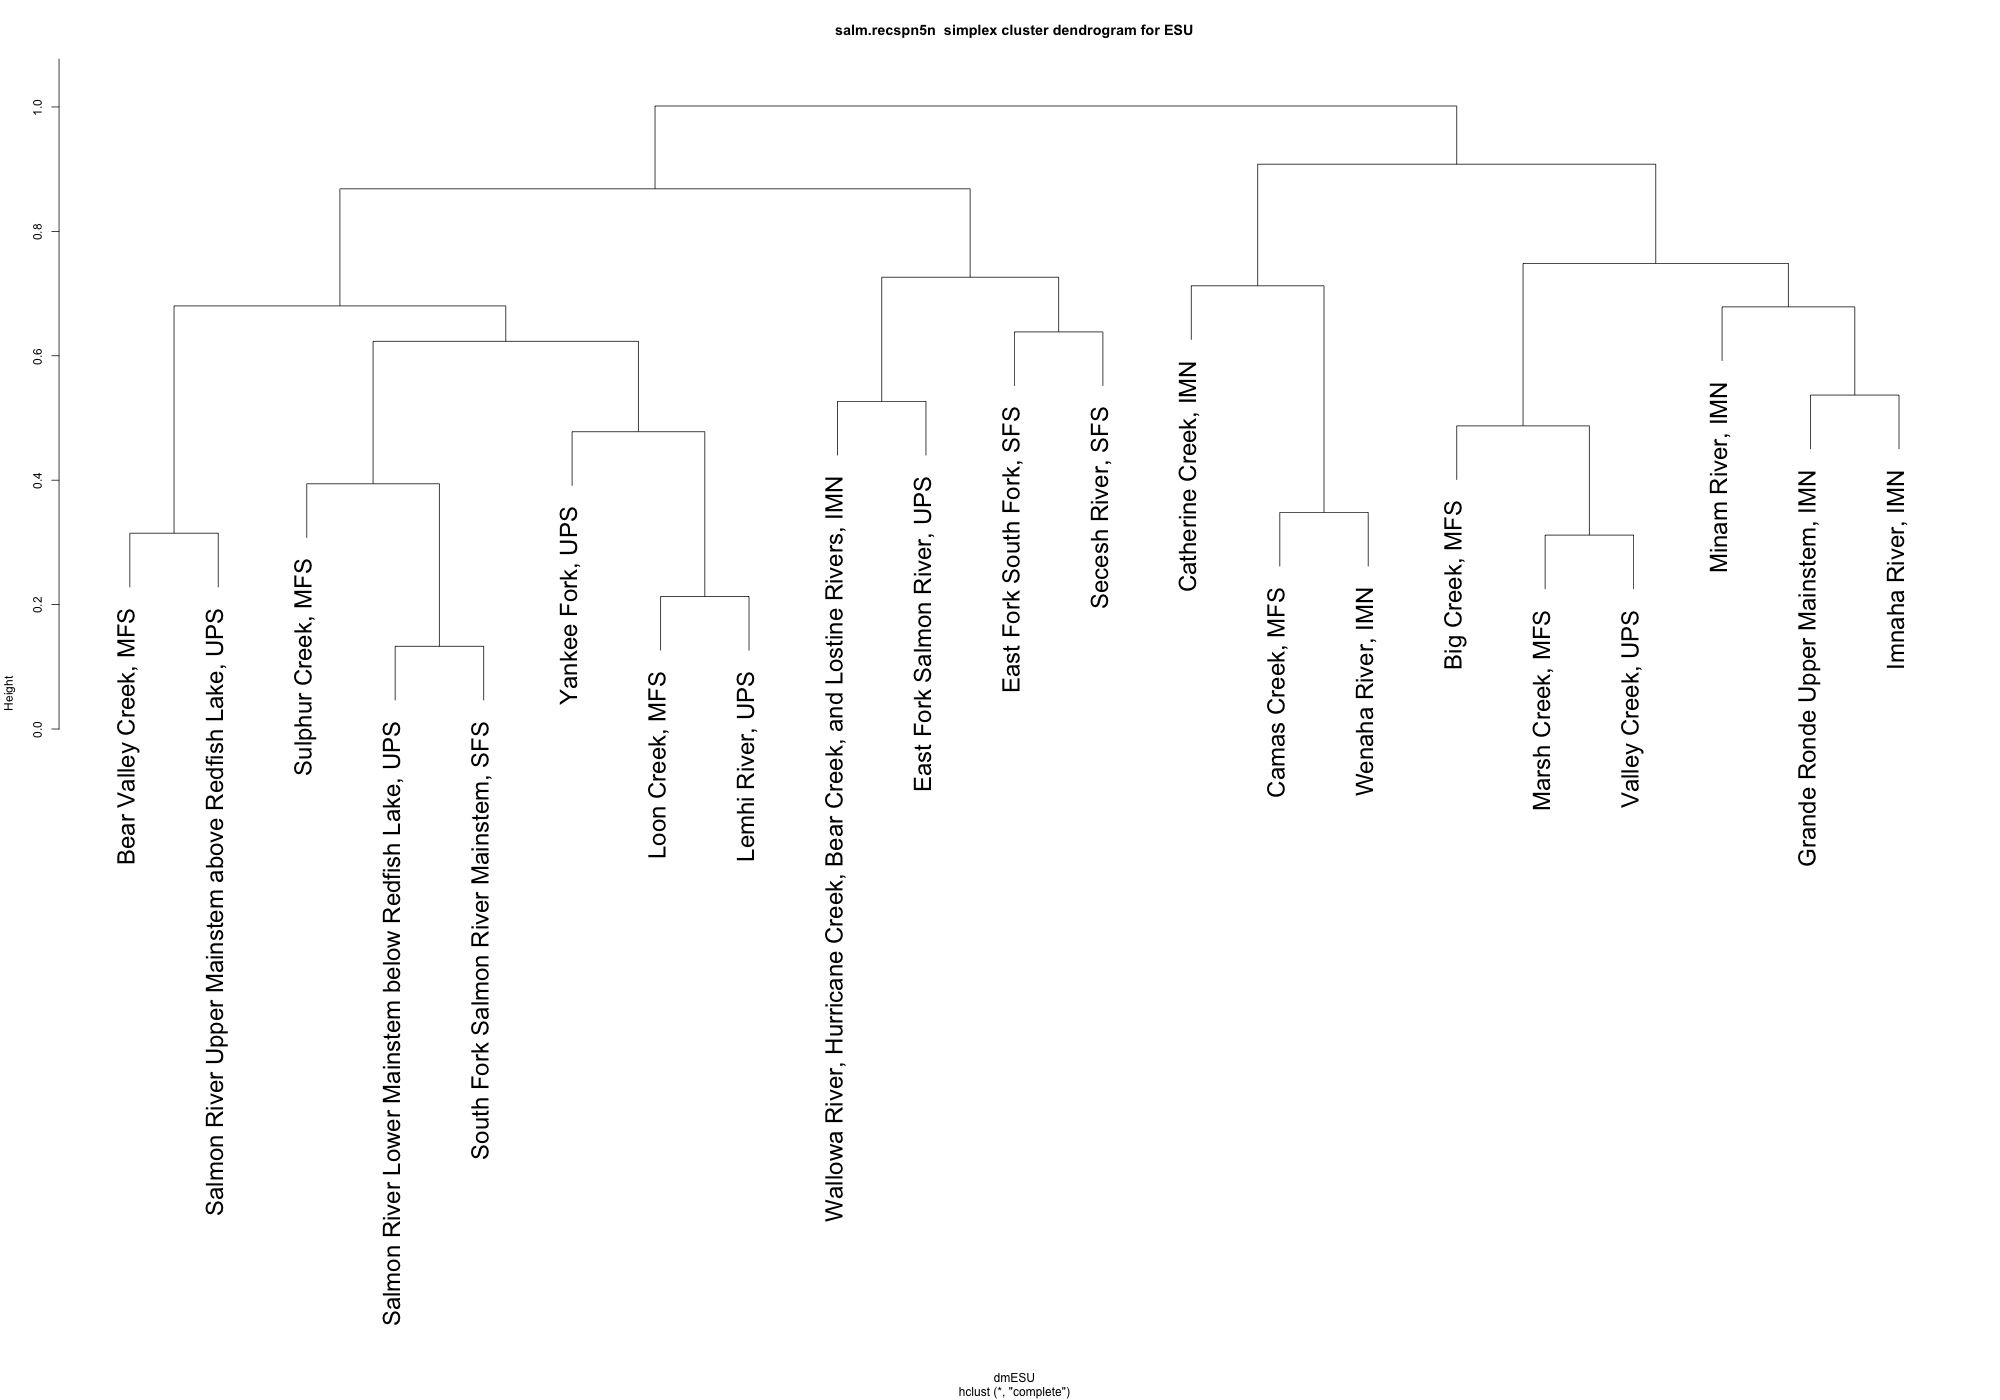 salm.recspn5n  simplex cluster dendrogram for ESU
Height
1.0
0.8
0.6
0.4
0.2
0.0
Bear Valley Creek, MFS
Salmon River Upper Mainstem above Redfish Lake, UPS
Sulphur Creek, MFS
Salmon River Lower Mainstem below Redfish Lake, UPS
South Fork Salmon River Mainstem, SFS
Yankee Fork, UPS
Loon Creek, MFS
Lemhi River, UPS
Wallowa River, Hurricane Creek, Bear Creek, and Lostine Rivers, IMN
East Fork Salmon River, UPS
East Fork South Fork, SFS
Secesh River, SFS
Catherine Creek, IMN
Camas Creek, MFS
Wenaha River, IMN
Big Creek, MFS
Marsh Creek, MFS
Valley Creek, UPS
Minam River, IMN
Grande Ronde Upper Mainstem, IMN
Imnaha River, IMN
dmESU
hclust (*, "complete")